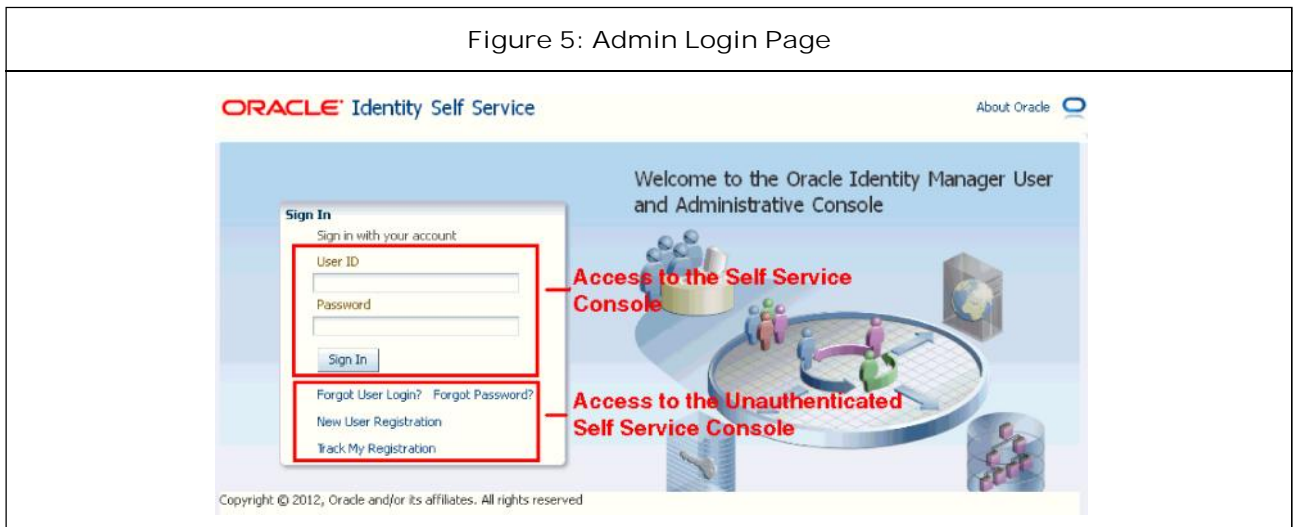 Figure 5: Admin Login Page
ORACLE Identity Self Service
About Oracle
Welcome to the Oracle Identity Manager User
and Administrative Console
Sign In
Sign in with your account
User ID
Password
Sign In
Access to the Self Service
Console
Forgot User Login? Forgot Password?
New User Registration
Track My Registration
Access to the Unauthenticated
Self Service Console
Copyright © 2012, Oracle and/or its affiliates. All rights reserved